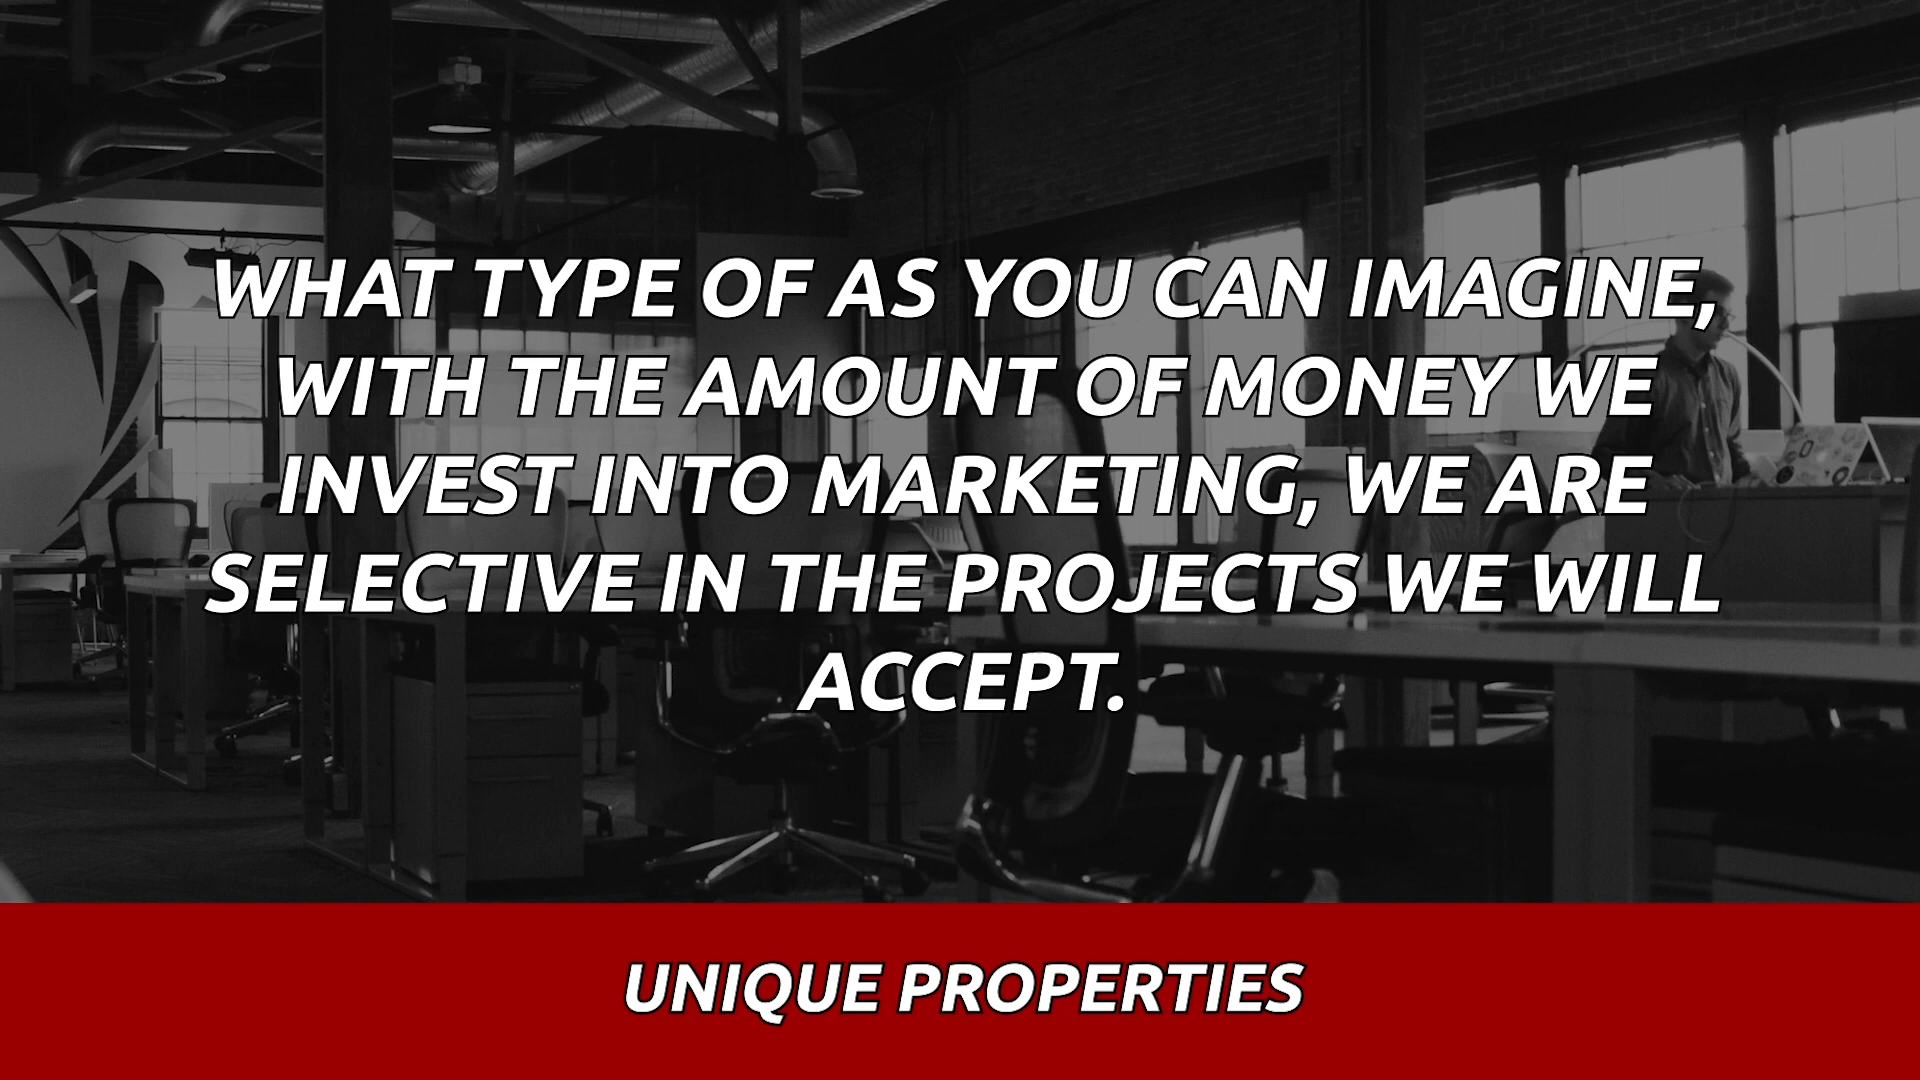 WHAT TYPE OF AS YOU CAN IMAGINE,
WITH THE AMOUNT OF MONEY WE
INVEST INTO MARKETING, WE ARE
SELECTIVE IN THE PROJECTS WE WILL
ACCEPT.
UNIQUE PROPERTIES